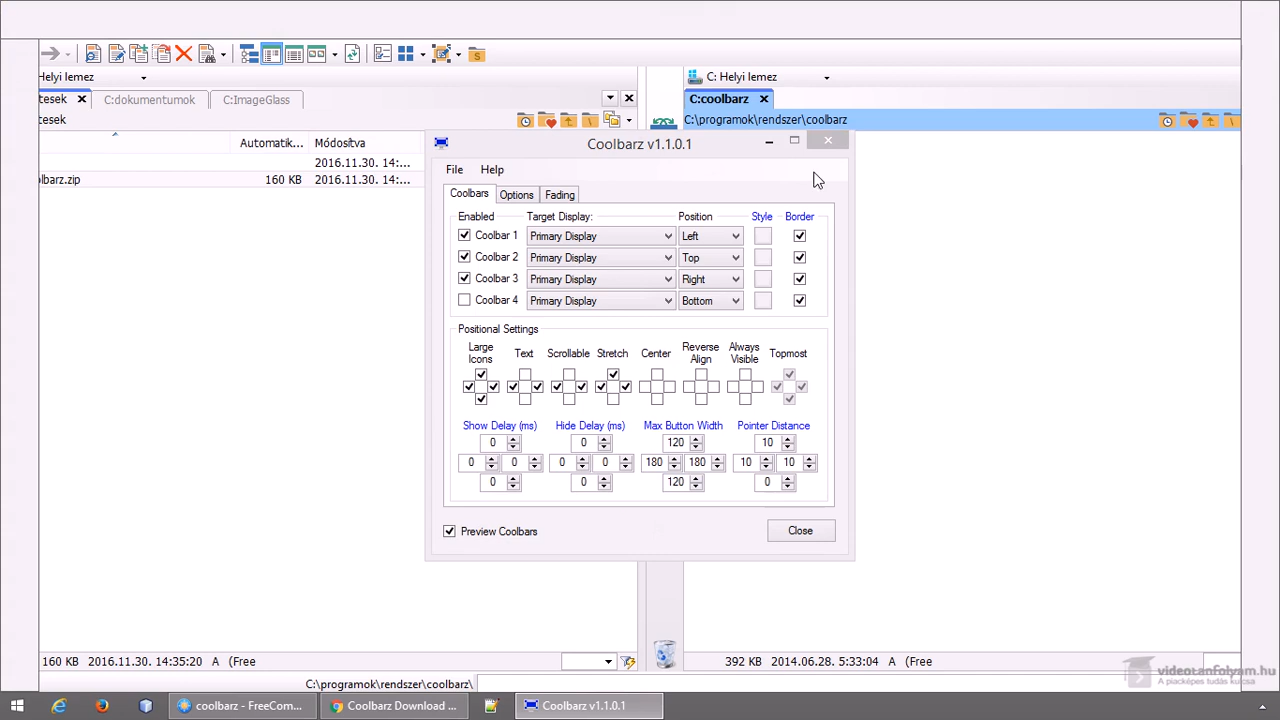 Helyi lemez
C: Helyi lemez
tesek
C:dokumentumok
C:ImageGlass
C:coolbarz
tesek
C:\programok\rendszer\coolbarz
Automatik...
Módosítva
2016.11.30. 14:...
lbarz.zip
160 KB
2016.11.30. 14:...
Coolbarz v1.1.0.1
File
Help
Coolbars
Options
Fading
Enabled
Target Display:
Position
Style
Border
Coolbar 1
Primary Display
Left
Coolbar 2
Primary Display
Top
Coolbar 3
Primary Display
Right
Coolbar 4
Primary Display
Bottom
Positional Settings
Large
Icons
Text
Scrollable
Stretch
Center
Reverse
Align
Always
Visible
Topmost
Show Delay (ms)
Hide Delay (ms)
Max Button Width
Pointer Distance
0
0
120
10
0
0
0
0
180
180
10
10
0
0
120
0
Preview Coolbars
Close
160 KB
2016.11.30. 14:35:20
A
(Free
392 KB
2014.06.28. 5:33:04
A
(Free
C:\programok\rendszer\coolbarz\
videotanfolyam.hu
A piacképes tudás kulcsa
coolbarz - FreeCom...
Coolbarz Download ...
Coolbarz v1.1.0.1